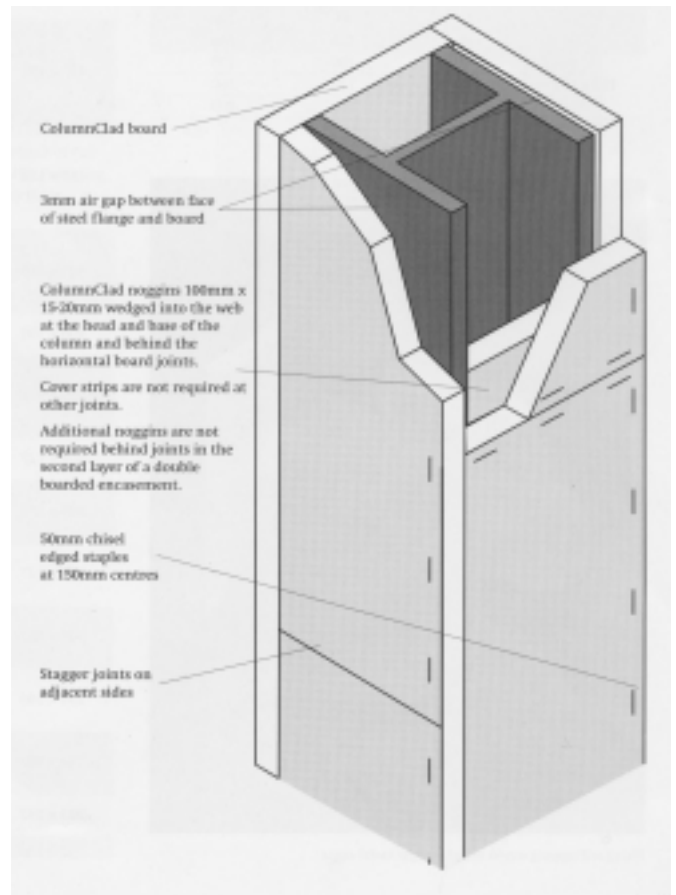 ColumnClad board
3mm air gap between face
of steel flange and board
ColumnClad noggins 100mm x
15-20mm wedged into the web
at the head and base of the
column and behind the
horizontal board joints.
Cover strips are not required at
other joints.
Additional noggins are not
required behind joints in the
second layer of a double
boarded encasement.
50mm chisel
edged staples
at 150mm centres
Stagger joints on
adjacent sides